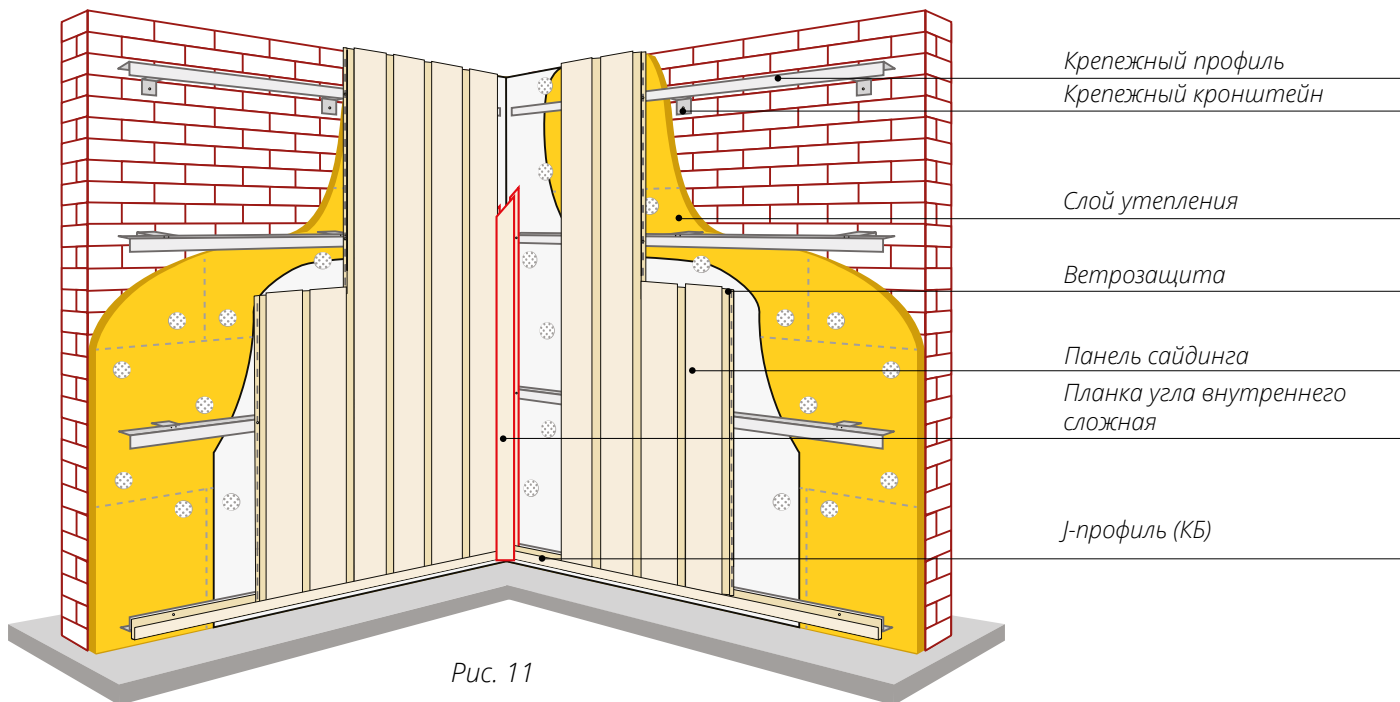 Крепежный профиль
Крепежный кронштейн
Слой утепления
Ветрозащита
Панель сайдинга
Планка угла внутреннего
сложная
J-профиль (КБ)
Рис. 11